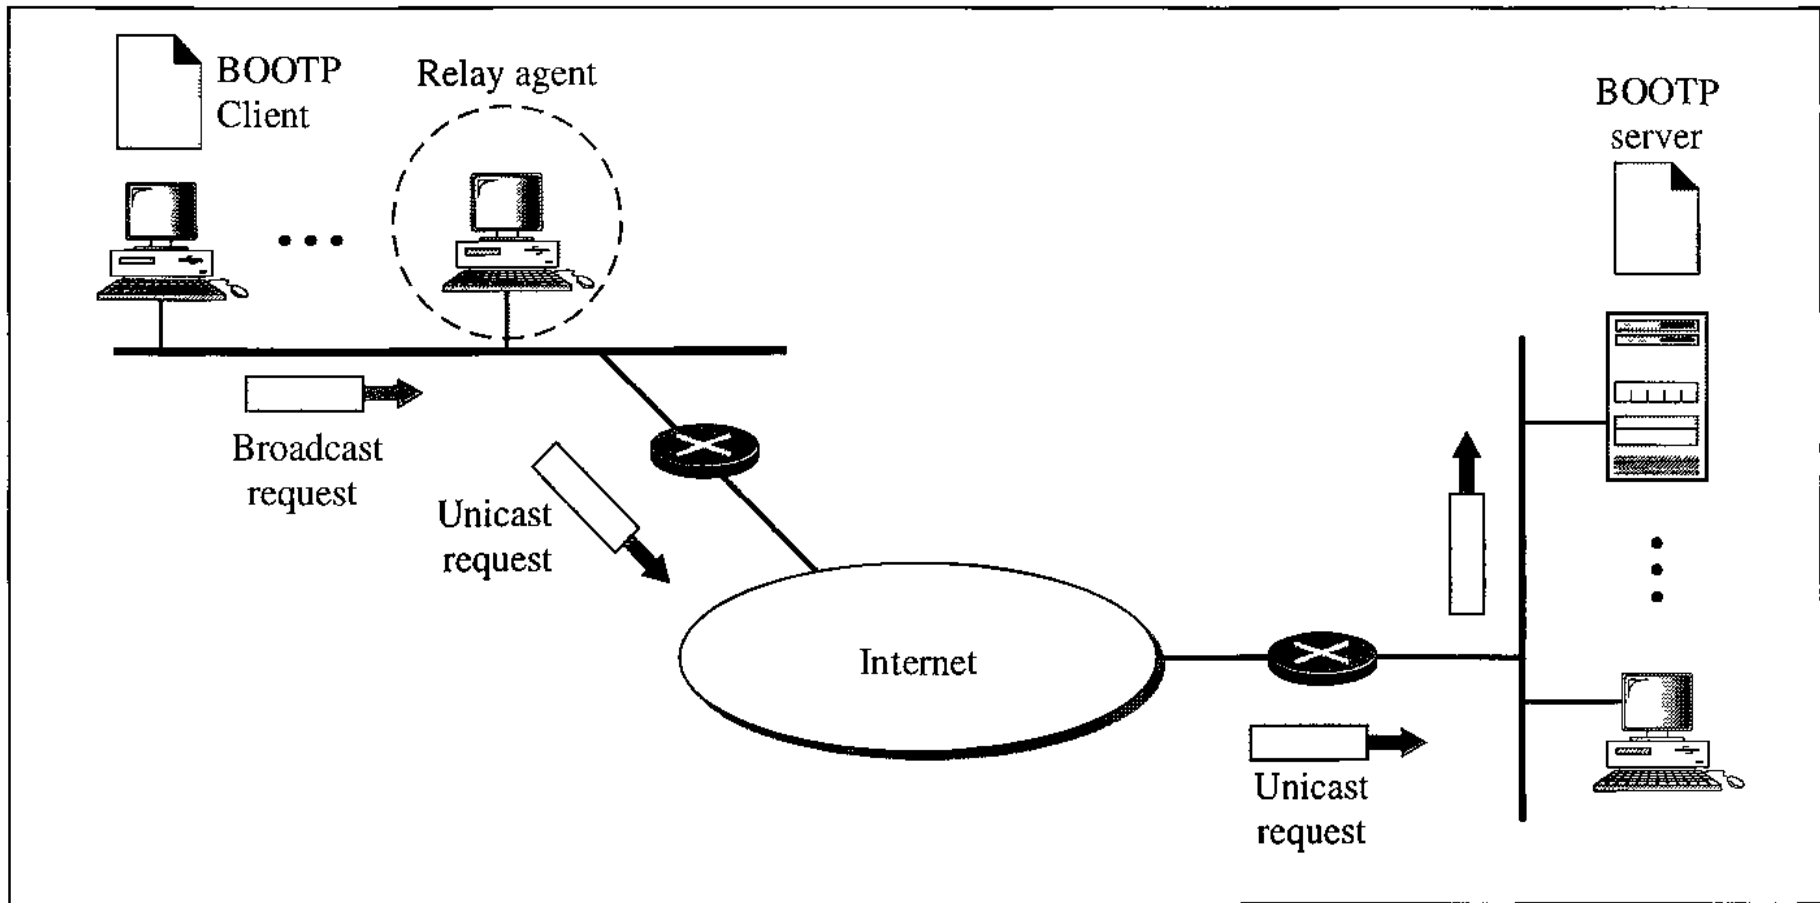 BOOTP
Client
Relay agent
BOOTP
server
Broadcast
request
Unicast
request
Internet
Unicast
request